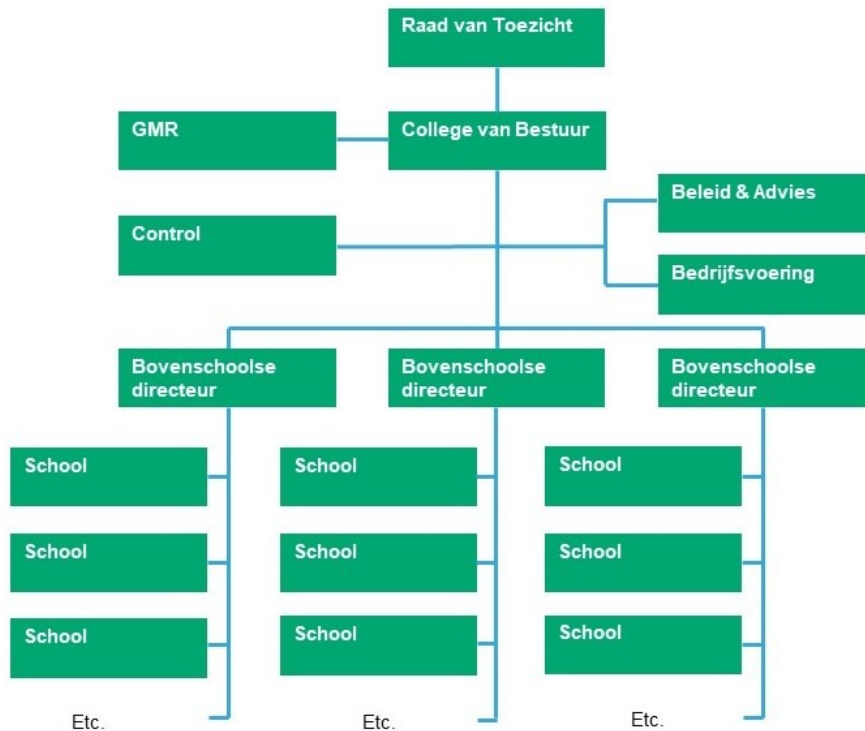 Raad van Toezicht
GMR
College van Bestuur
Beleid & Advies
Control
Bedrijfsvoering
Bovenschoolse
directeur
Bovenschoolse
directeur
Bovenschoolse
directeur
School
School
School
School
School
School
School
School
School
Etc.
Etc.
Etc.